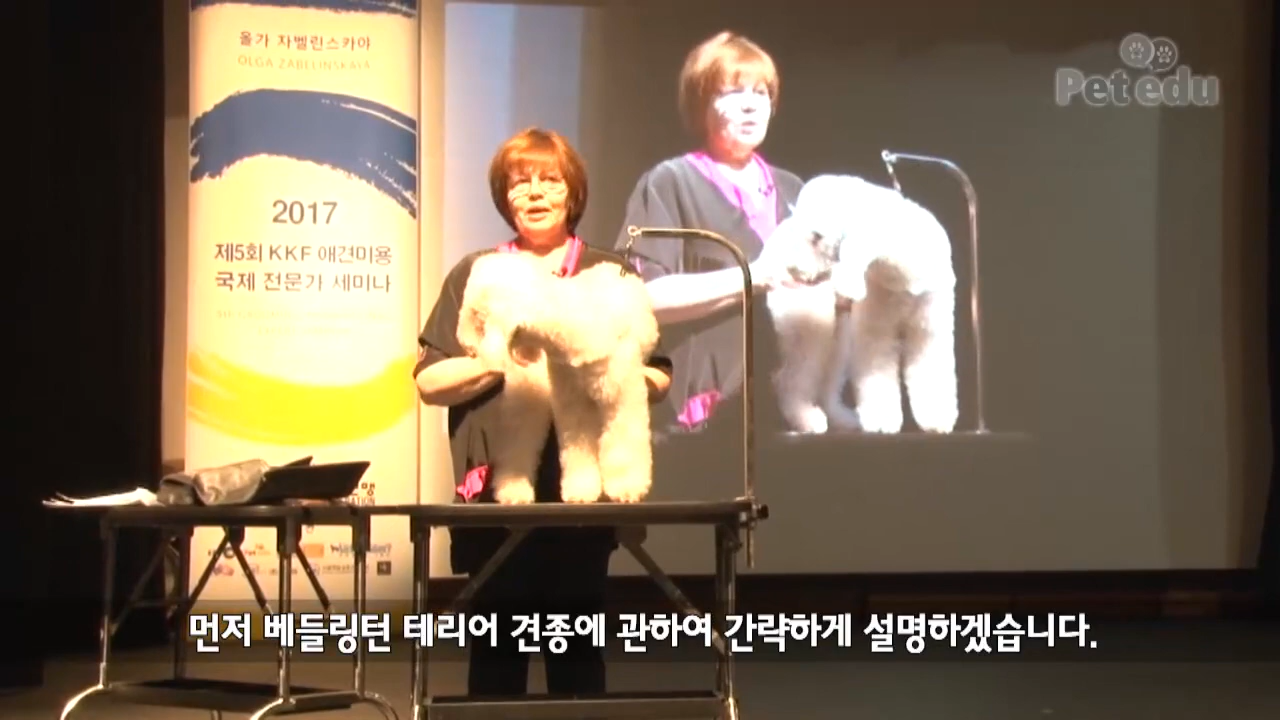 올가 자벨린스카야
OLGA ZABELINSKAYA
Pet edu
2017
제5회 KKF 애견미용
국제 전문가 세미나
먼저 베들링턴 테리어 견종에 관하여 간략하게 설명하겠습니다.